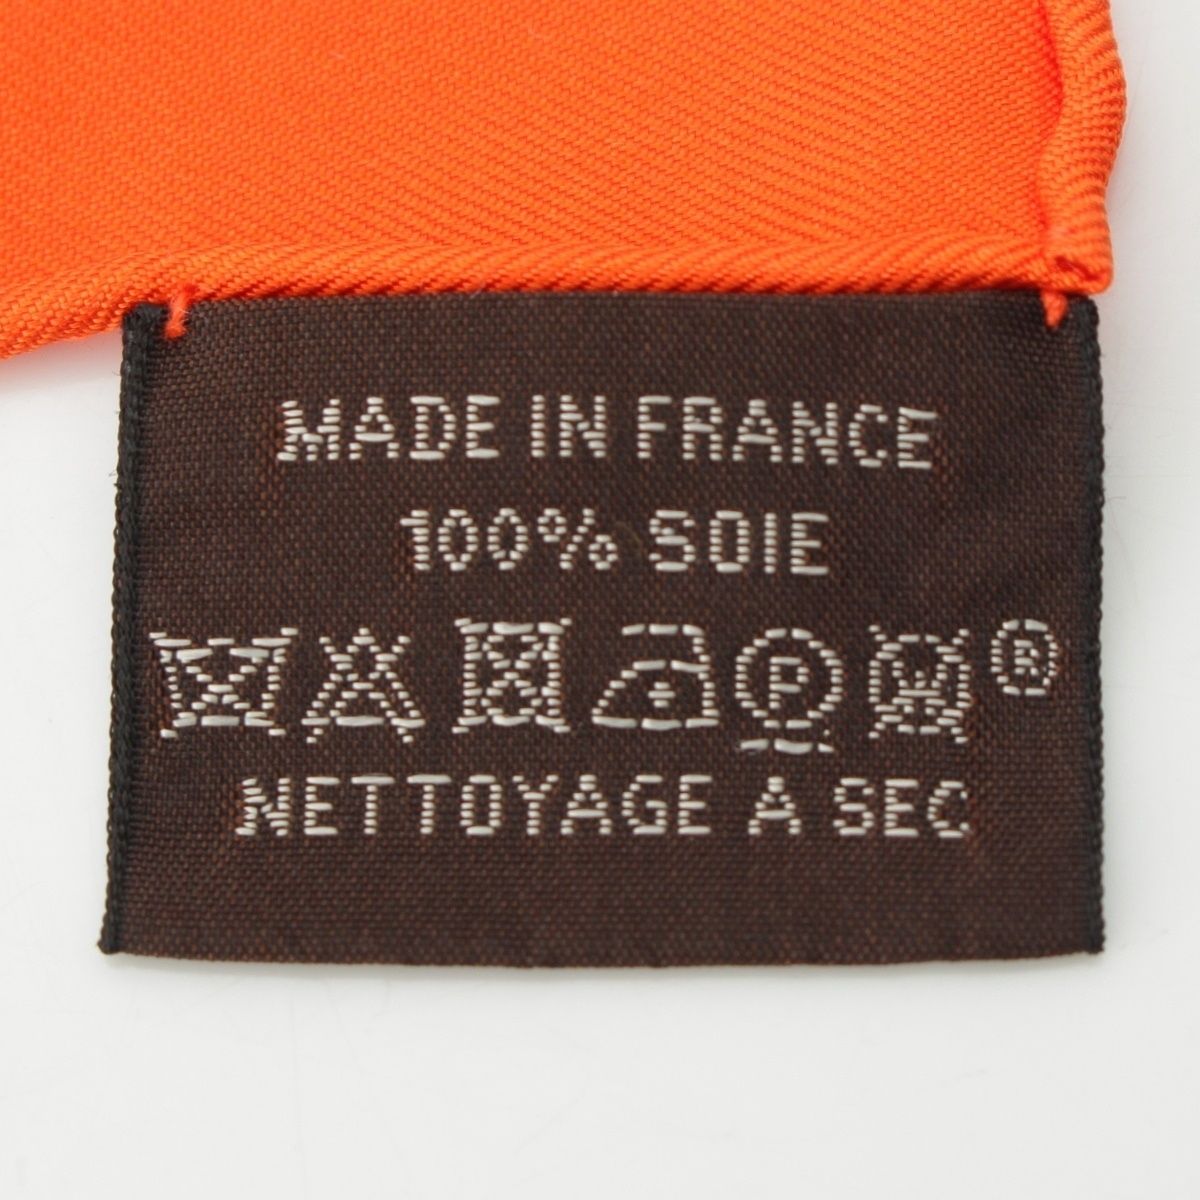 MADE IN FRANCE
100% SOIE
P W ®
NETTOYAGE A SEC